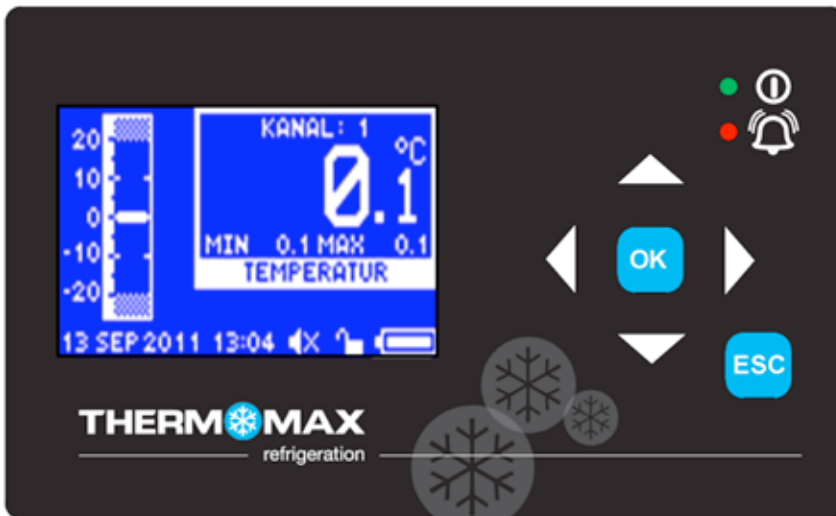 20
10
0
-10
-20
KANAL: 1
°C
0.1
MIN 0.1 MAX 0.1
TEMPERATUR
13 SEP 2011 13:04
OK
ESC
THERMOMAX
refrigeration